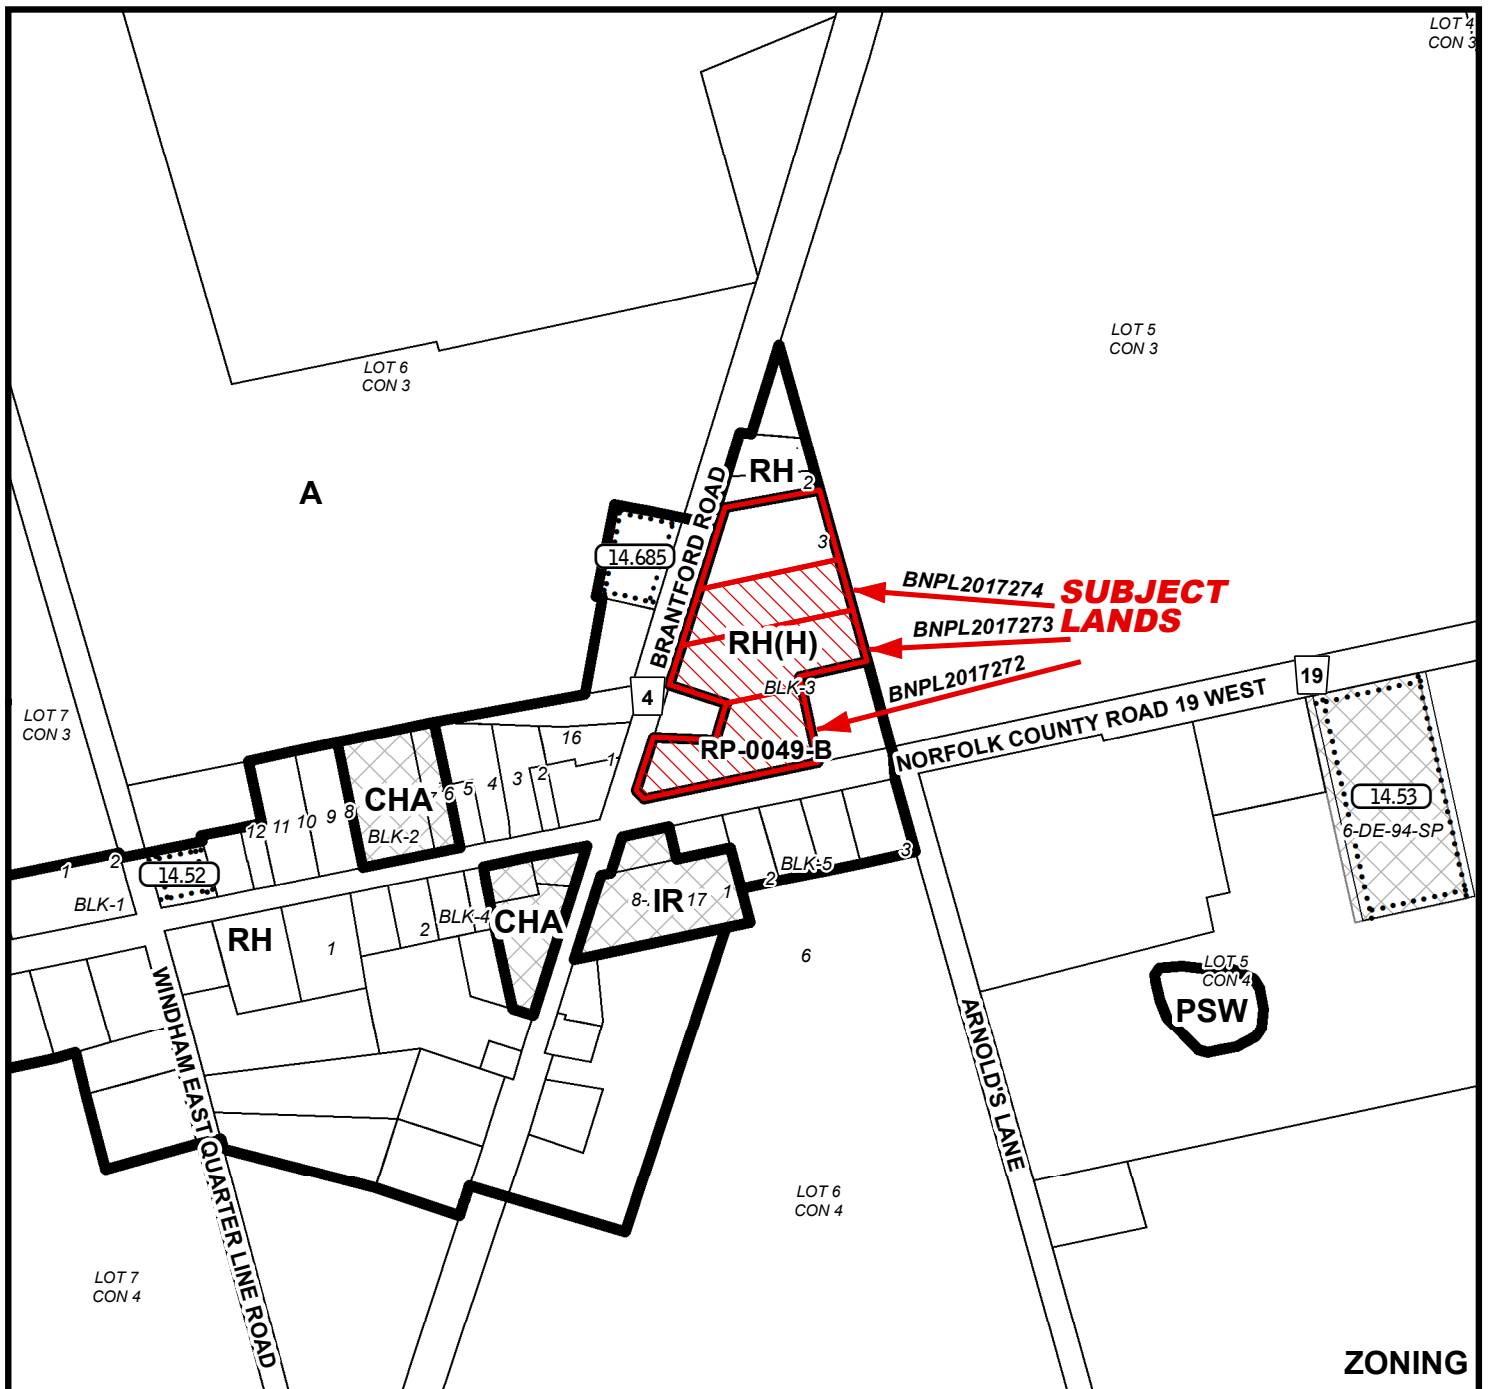 LOT 4
CON 3
LOT 5
CON 3
LOT 6
CON 3
A
RH
2
BRANTFORD ROAD
14.685
3
BNPL2017274
SUBJECT
LANDS
BNPL2017273
BNPL2017272
RH(H)
BLK-3
4
19
NORFOLK COUNTY ROAD 19 WEST
RP-0049-B
LOT 7
CON 3
16
1
2
3
4
5
6
CHA
BLK-2
8
9
10
11
12
14.53
6-DE-94-SP
1
2
14.52
BLK-1
BLK-5
3
2
1
IR
17
BLK-4
CHA
2
RH
1
6
LOT 5
CON 4
PSW
WINDHAM EAST QUARTER LINE ROAD
ARNOLD'S LANE
LOT 6
CON 4
LOT 7
CON 4
ZONING